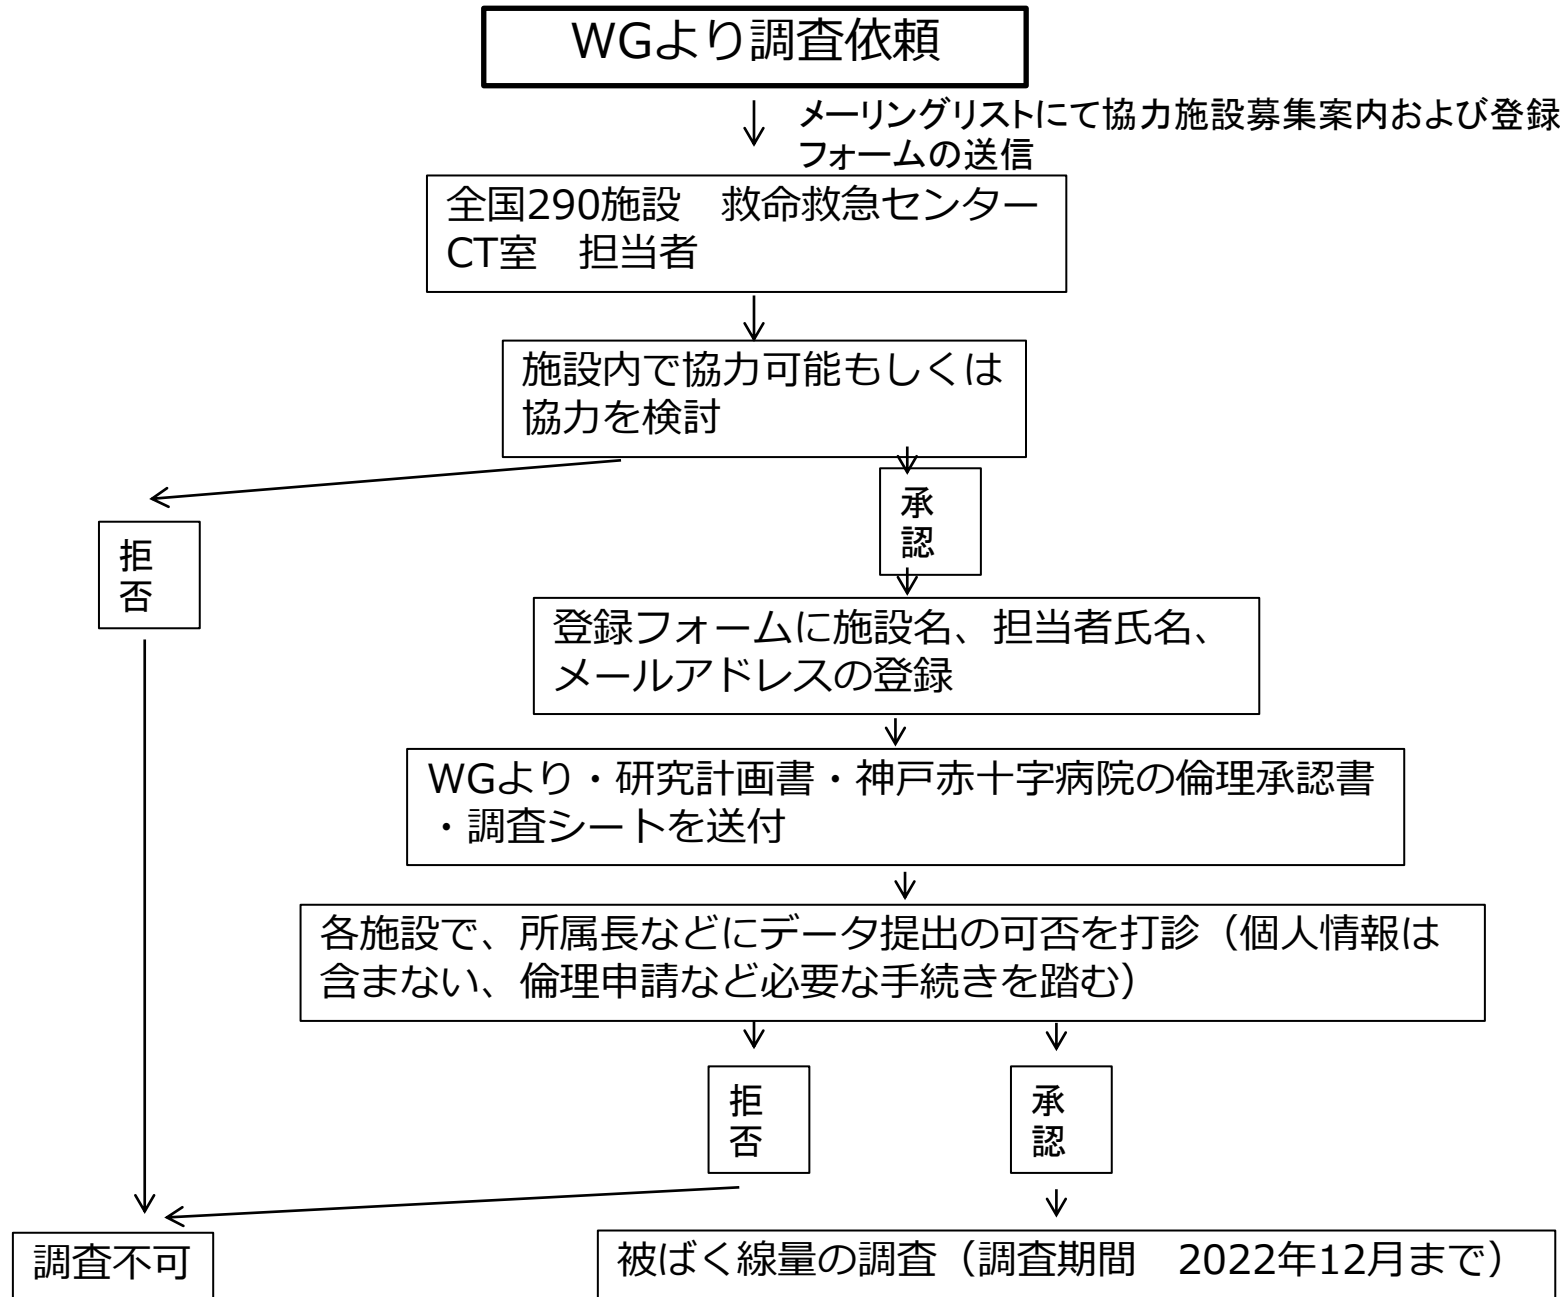 WGより調査依頼
メーリングリストにて協力施設募集案内および登録
フォームの送信
全国290施設　救命救急センター
CT室　担当者
施設内で協力可能もしくは
協力を検討
承
認
拒
否
登録フォームに施設名、担当者氏名、
メールアドレスの登録
WGより・研究計画書・神戸赤十字病院の倫理承認書
・調査シートを送付
各施設で、所属長などにデータ提出の可否を打診（個人情報は
含まない、倫理申請など必要な手続きを踏む）
拒
否
承
認
調査不可
被ばく線量の調査（調査期間　2022年12月まで）